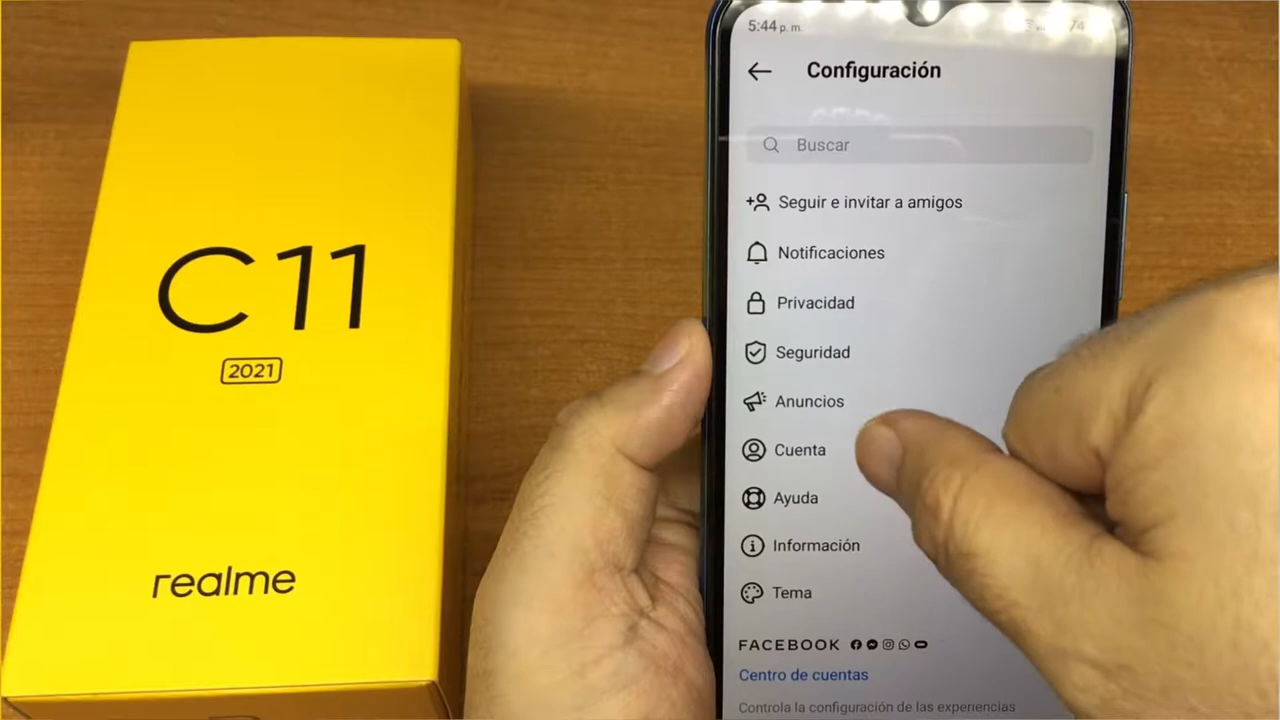 C11
2021
realme
5:44 p. m.
74
Configuración
Buscar
Seguir e invitar a amigos
Notificaciones
Privacidad
Seguridad
Anuncios
Cuenta
Ayuda
Información
Tema
FACEBOOK
Centro de cuentas
Controla la configuración de las experiencias